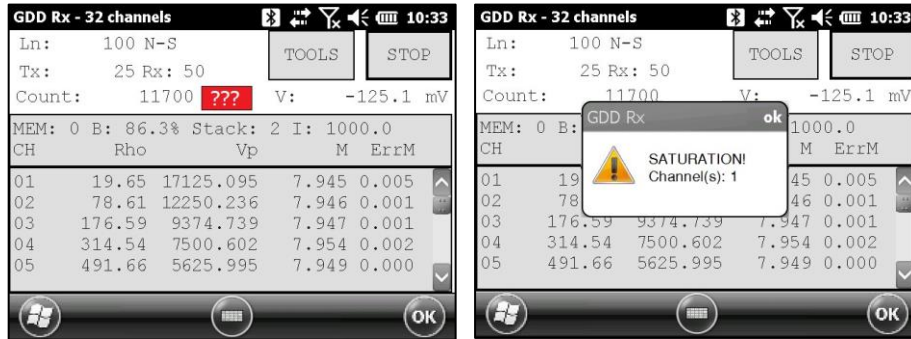 GDD Rx - 32 channels 10:33
Ln: 100 N-S
TOOLS STOP
Tx: 25 Rx: 50
Count: 11700 ??? V: -125.1 mV
MEM: 0 B: 86.3% Stack: 2 I: 1000.0
CH Rho Vp M ErrM
01 19.65 17125.095 7.945 0.005
02 78.61 12250.236 7.946 0.001
03 176.59 9374.739 7.947 0.001
04 314.54 7500.602 7.954 0.002
05 491.66 5625.995 7.949 0.000
OK
GDD Rx - 32 channels 10:33
Ln: 100 N-S
TOOLS STOP
Tx: 25 Rx: 50
Count: 11700 V: -125.1 mV
GDD Rx ok
SATURATION!
Channel(s): 1
MEM: 0 B: 1000.0
CH M ErrM
01 19 45 0.005
02 78 46 0.001
03 176.59 9374.739 7.947 0.001
04 314.54 7500.602 7.954 0.002
05 491.66 5625.995 7.949 0.000
OK